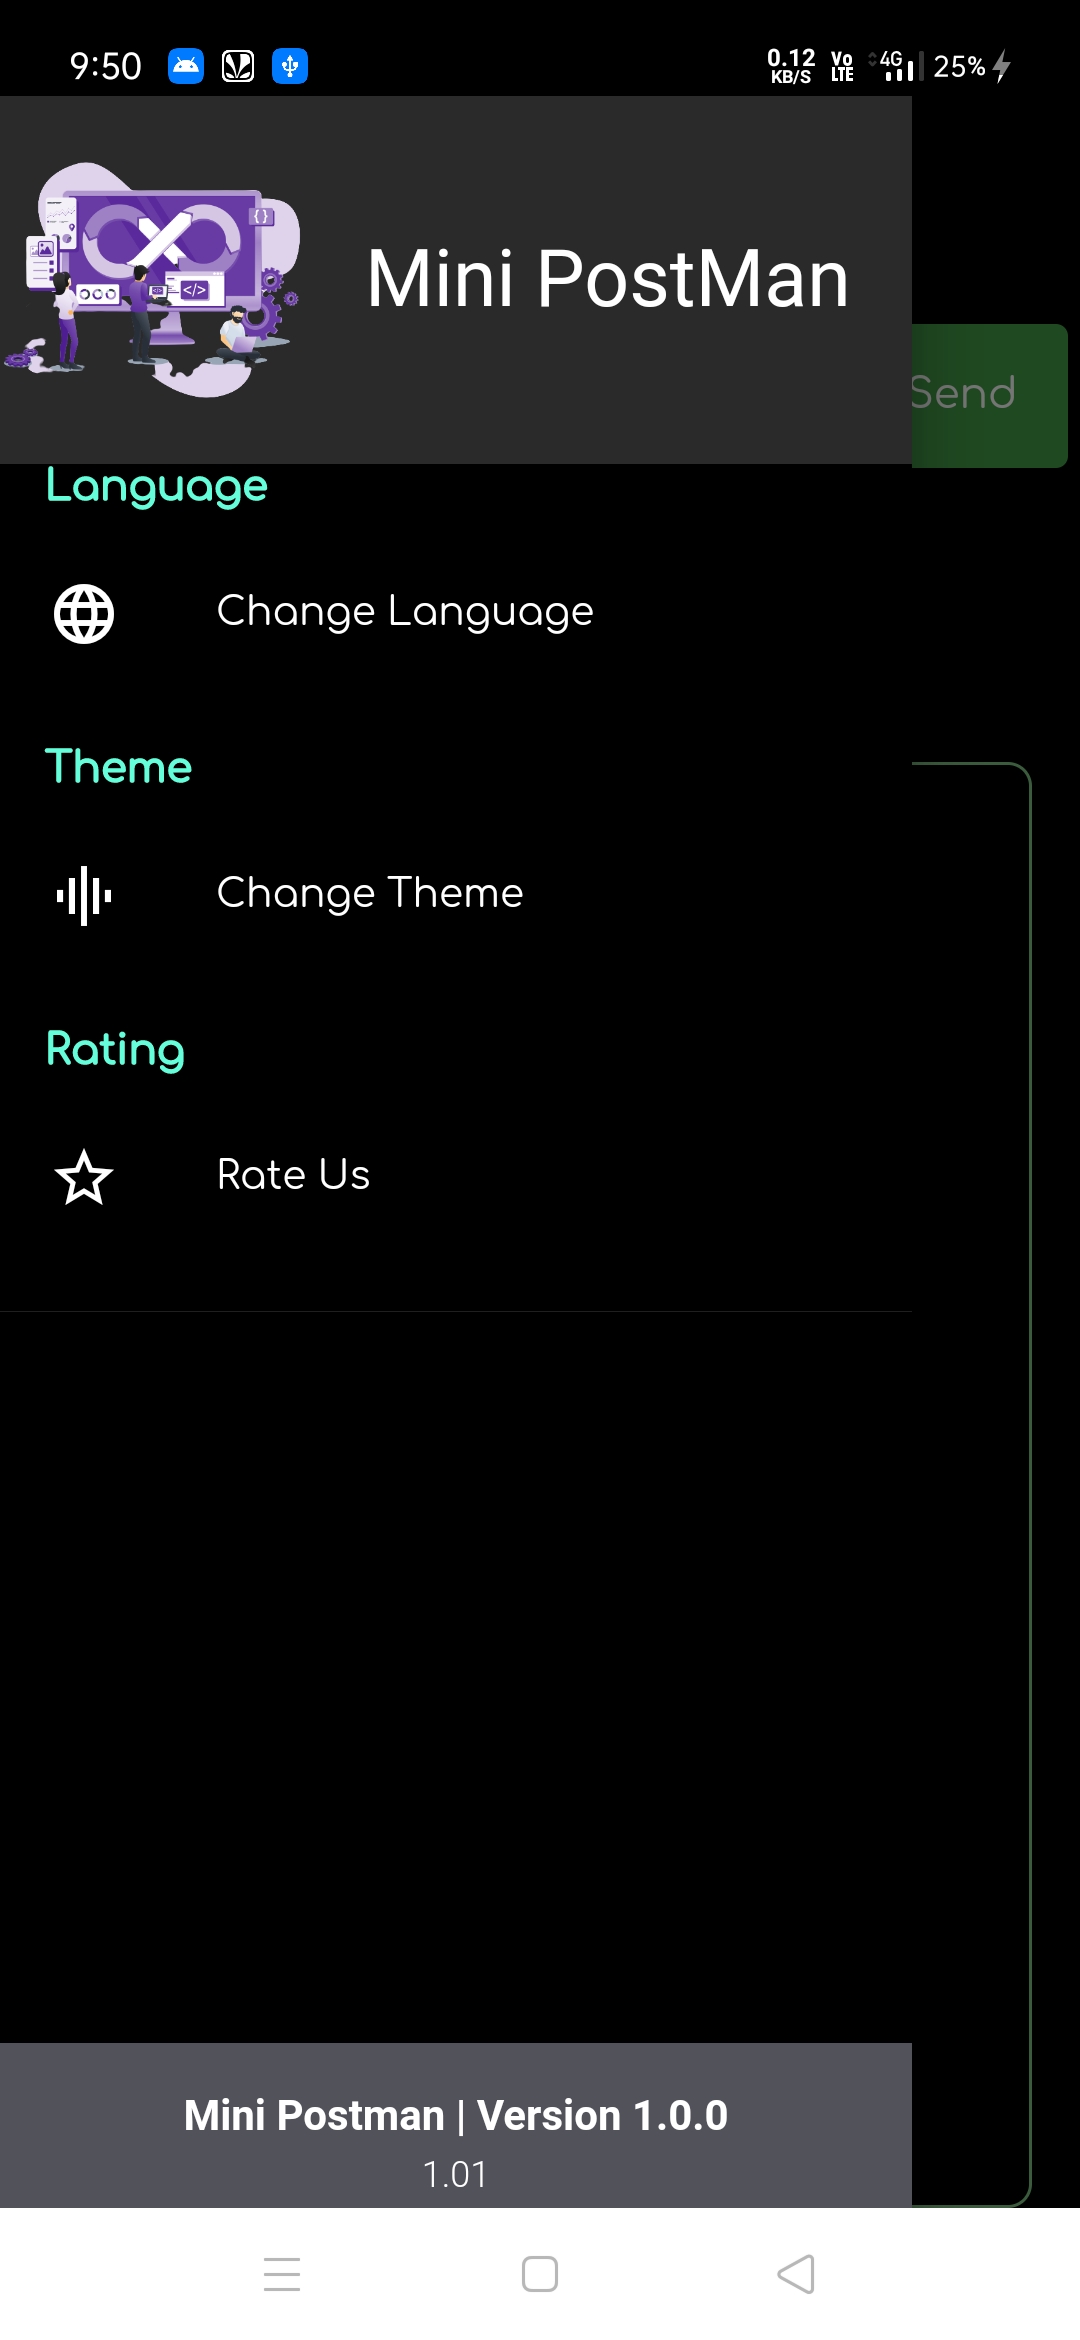 9:50 0.12 KB/S Vo LTE 4G 25%
Mini PostMan
Send
Language
Change Language
Theme
Change Theme
Rating
Rate Us
Mini Postman | Version 1.0.0
1.01